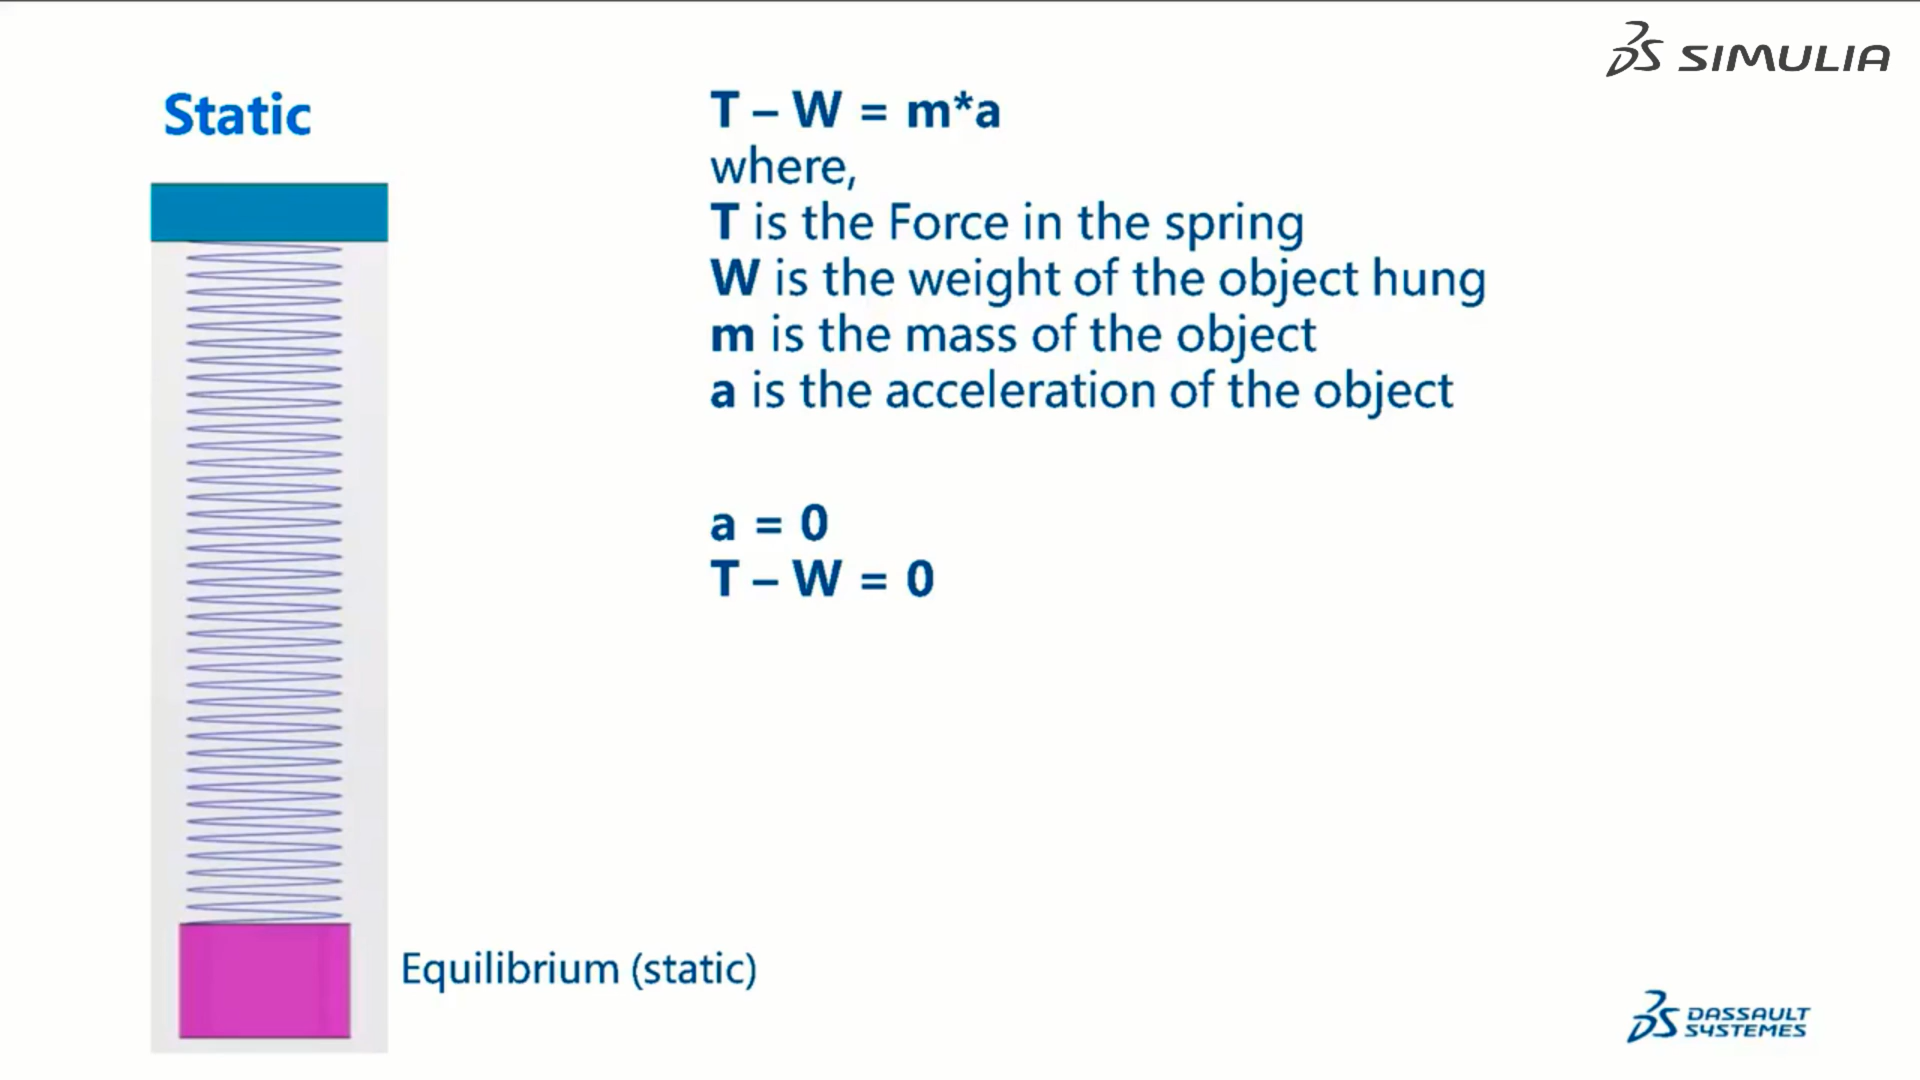 SIMULIA
Static
T – W = m*a
where,
T is the Force in the spring
W is the weight of the object hung
m is the mass of the object
a is the acceleration of the object
a = 0
T – W = 0
Equilibrium (static)
DASSAULT
SYSTEMES